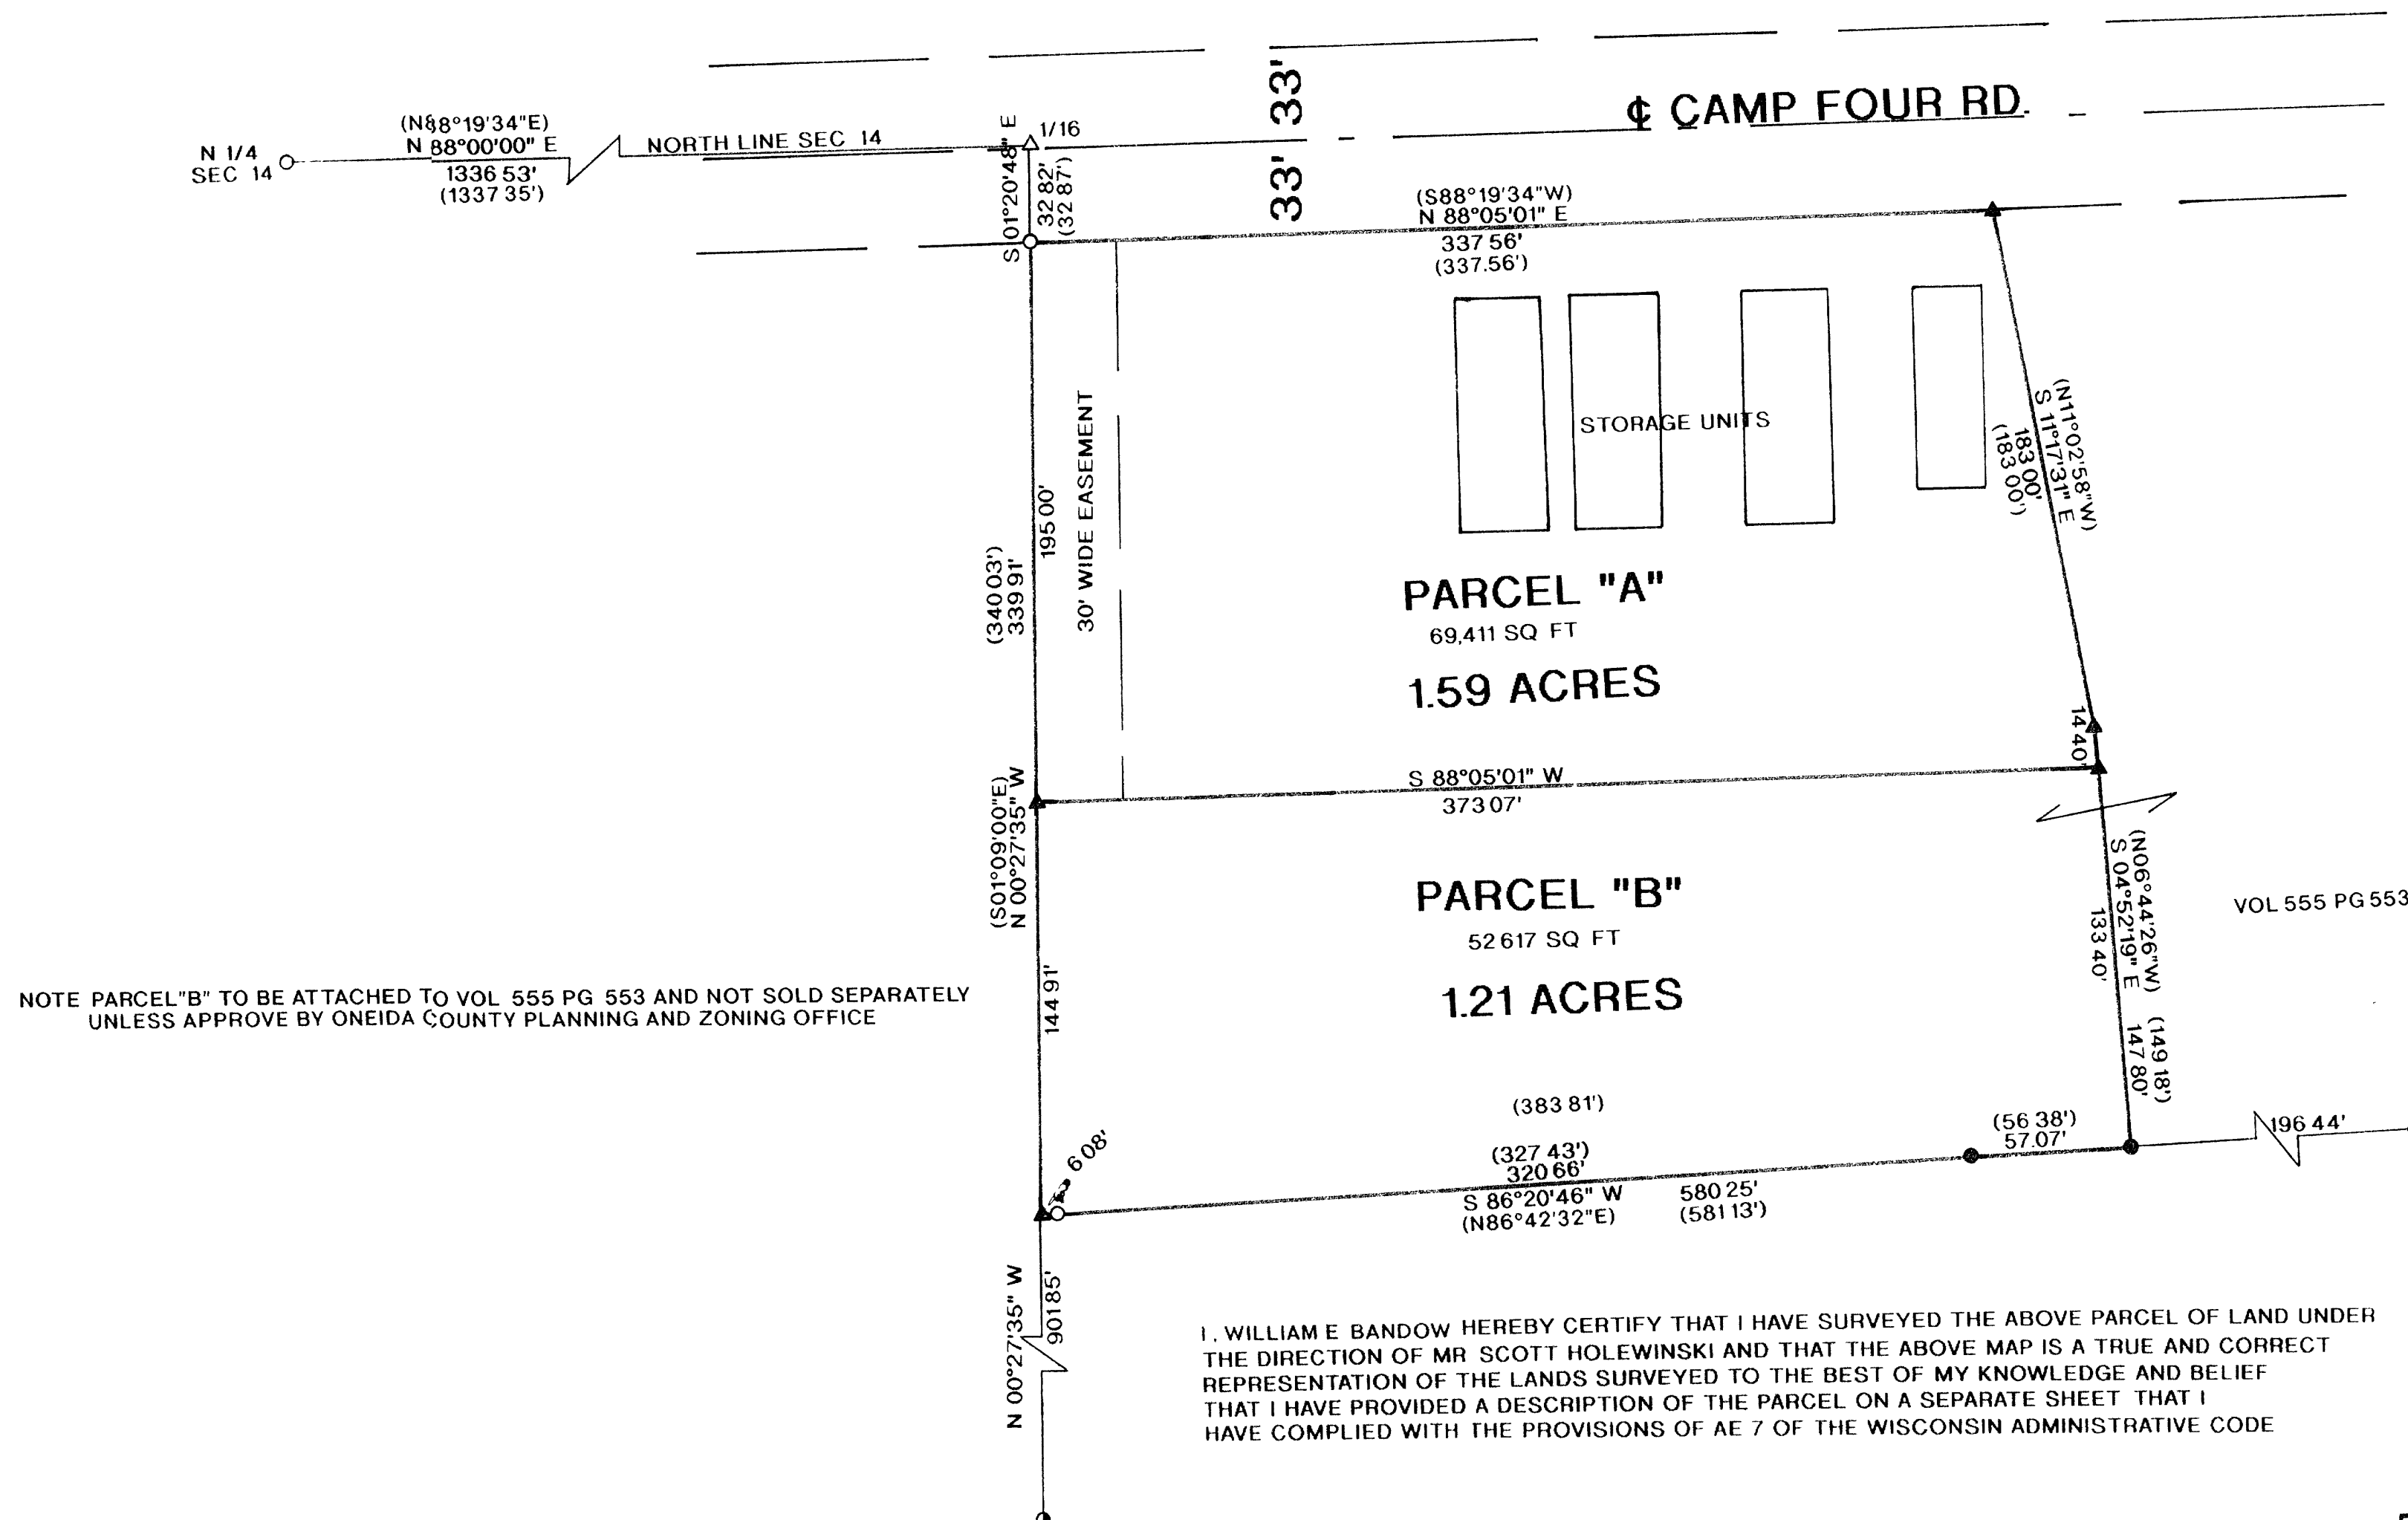 33'
℄ CAMP FOUR RD.
(N88°19'34"E)
N 88°00'00" E
1336 53'
(1337 35')
N 1/4
SEC 14
NORTH LINE SEC 14
1/16
S 01°20'48" E
32 82'
(32 87')
33'
(S88°19'34"W)
N 88°05'01" E
337 56'
(337.56')
STORAGE UNITS
(N11°02'58"W)
S 11°17'31" E
183 00'
(183 00')
30' WIDE EASEMENT
195 00'
(340 03')
339 91'
PARCEL "A"
69,411 SQ FT
1.59 ACRES
14 40'
S 88°05'01" W
373 07'
(S01°09'00"E)
N 00°27'35" W
PARCEL "B"
52 617 SQ FT
1.21 ACRES
(N06°44'26"W) (149 18')
S 04°52'19" E 147 80'
133 40'
VOL 555 PG 553
NOTE PARCEL"B" TO BE ATTACHED TO VOL 555 PG 553 AND NOT SOLD SEPARATELY
UNLESS APPROVE BY ONEIDA COUNTY PLANNING AND ZONING OFFICE
144 91'
(383 81')
(56 38')
57.07'
196 44'
6 08'
(327 43')
320 66'
S 86°20'46" W 580 25'
(N86°42'32"E) (581 13')
N 00°27'35" W
901 85'
I, WILLIAM E BANDOW HEREBY CERTIFY THAT I HAVE SURVEYED THE ABOVE PARCEL OF LAND UNDER
THE DIRECTION OF MR SCOTT HOLEWINSKI AND THAT THE ABOVE MAP IS A TRUE AND CORRECT
REPRESENTATION OF THE LANDS SURVEYED TO THE BEST OF MY KNOWLEDGE AND BELIEF
THAT I HAVE PROVIDED A DESCRIPTION OF THE PARCEL ON A SEPARATE SHEET THAT I
HAVE COMPLIED WITH THE PROVISIONS OF AE 7 OF THE WISCONSIN ADMINISTRATIVE CODE